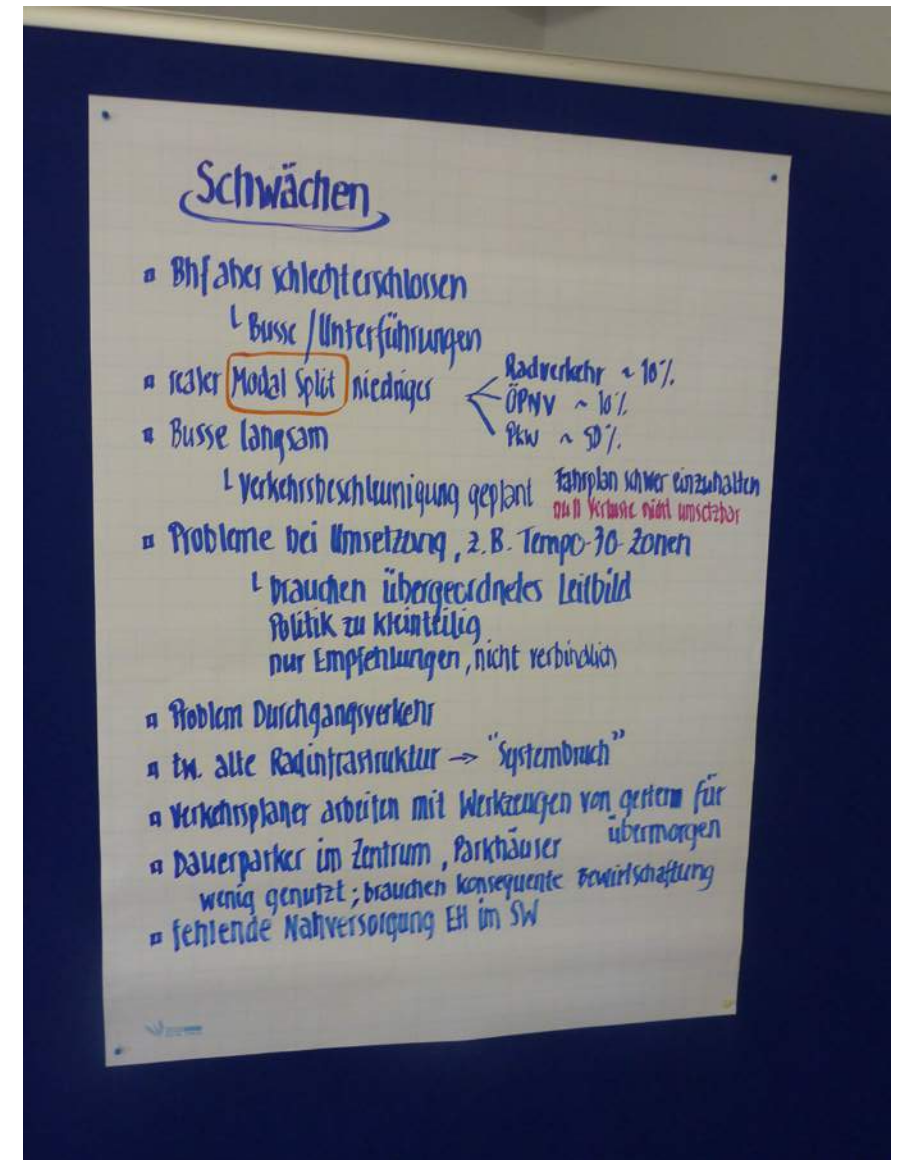 Schwächen
Bhf aber schlecht erschlossen
Busse / Unterführungen
realer Modal Split niedriger
Radverkehr ~ 10%
ÖPNV ~ 10%
Pkw ~ 50%
Busse langsam
Verkehrsbeschleunigung geplant
Fahrplan schwer einzuhalten
null Verluste nicht umsetzbar
Probleme bei Umsetzung, z.B. Tempo-30-Zonen
brauchen übergeordnetes Leitbild
Politik zu kleinteilig
nur Empfehlungen, nicht verbindlich
Problem Durchgangsverkehr
tw. alte Radinfrastruktur → "Systembruch"
Verkehrsplaner arbeiten mit Werkzeugen von gestern für
übermorgen
Dauerparker im Zentrum, Parkhäuser
wenig genutzt; brauchen konsequente Bewirtschaftung
fehlende Nahversorgung EH im SW